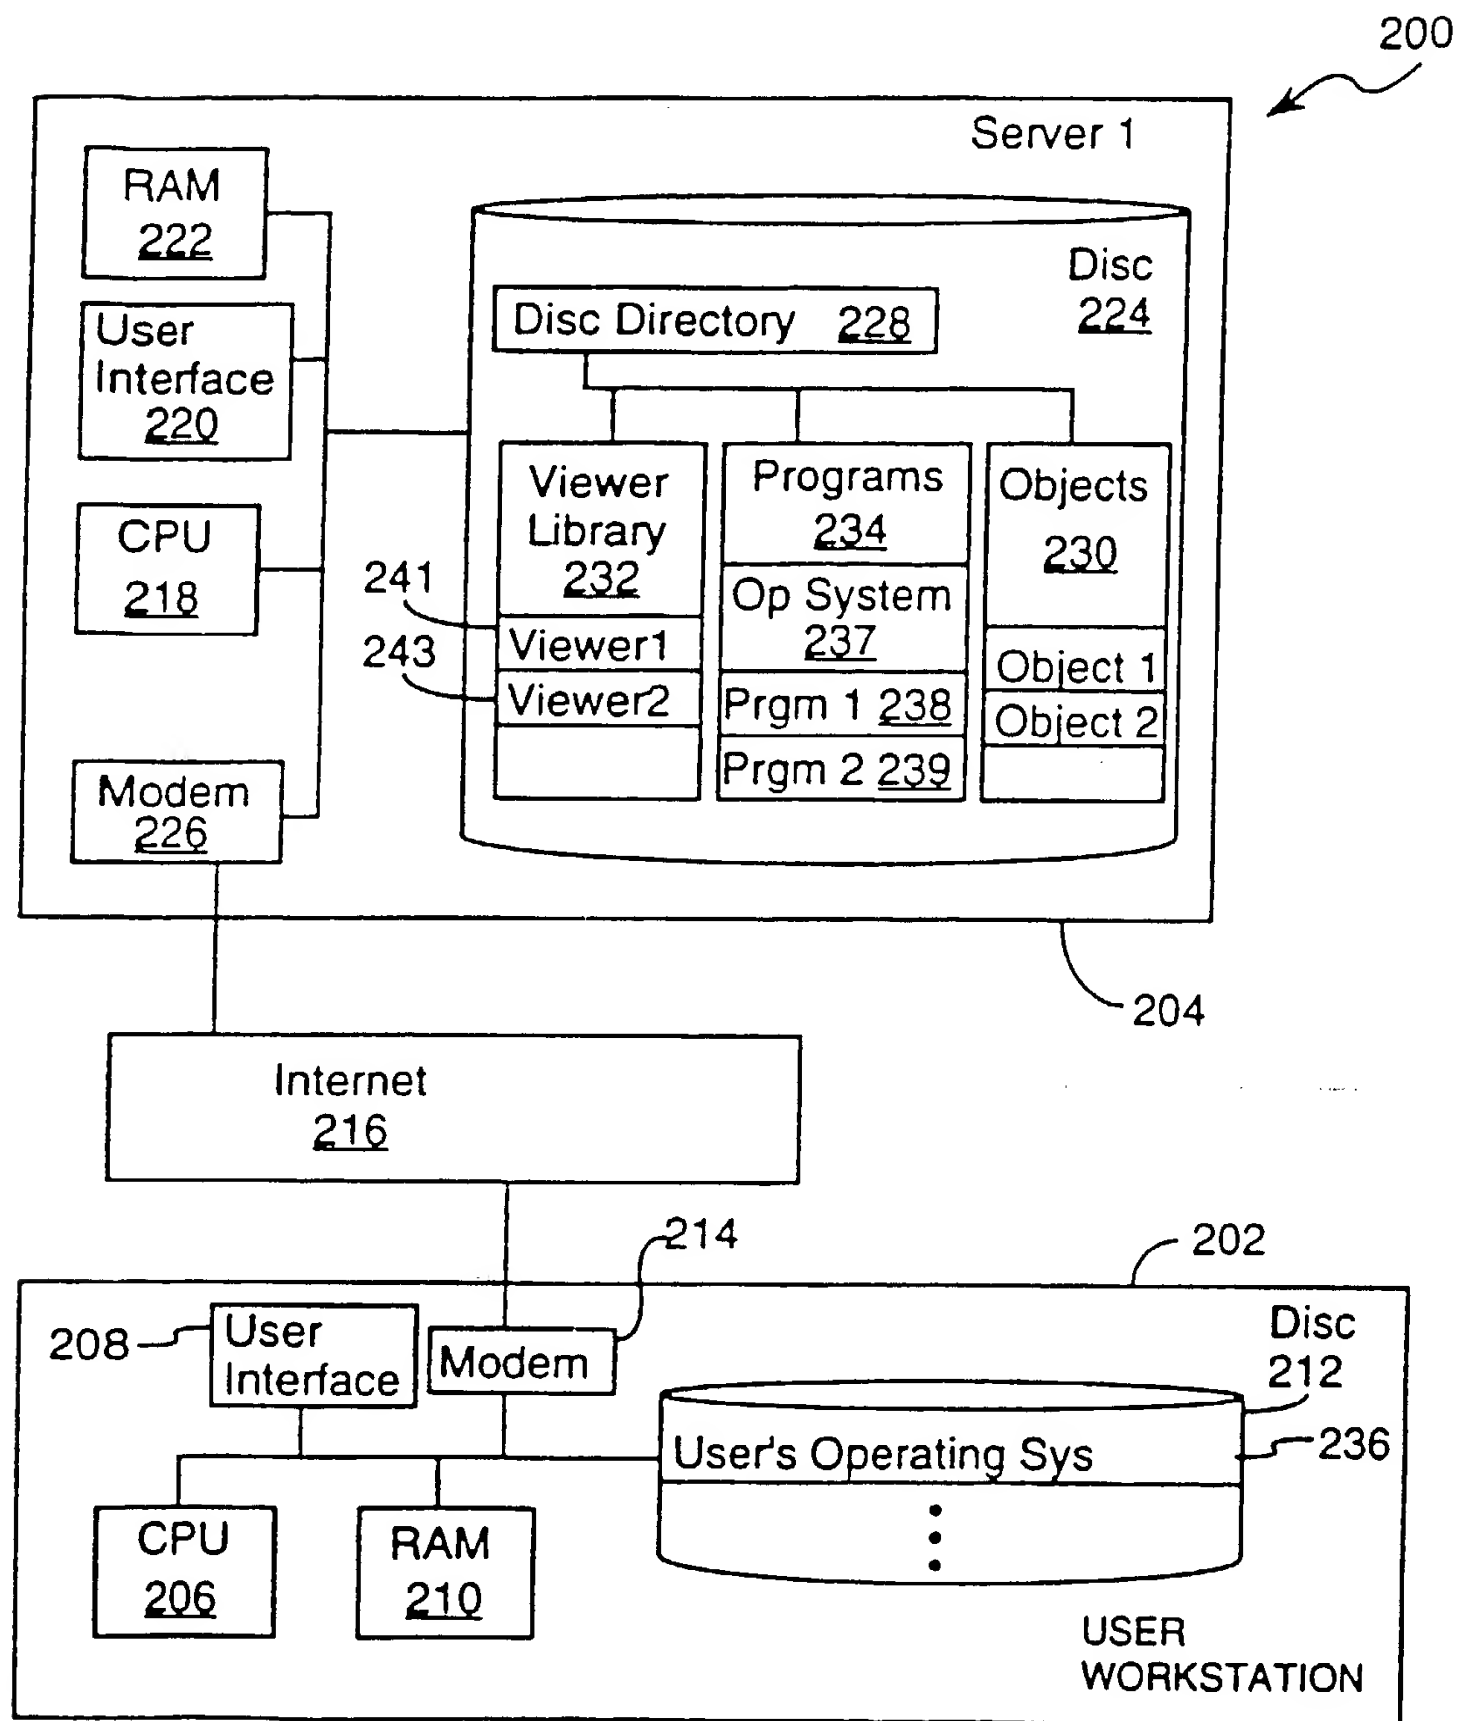 200
Server 1
RAM
222
User
Interface
220
CPU
218
Modem
226
Disc
224
Disc Directory 228
Viewer
Library
232
241
Viewer1
243
Viewer2
Programs
234
Op System
237
Prgm 1 238
Prgm 2 239
Objects
230
Object 1
Object 2
204
Internet
216
214
202
208
User
Interface
Modem
Disc
212
User's Operating Sys
236
CPU
206
RAM
210
USER
WORKSTATION